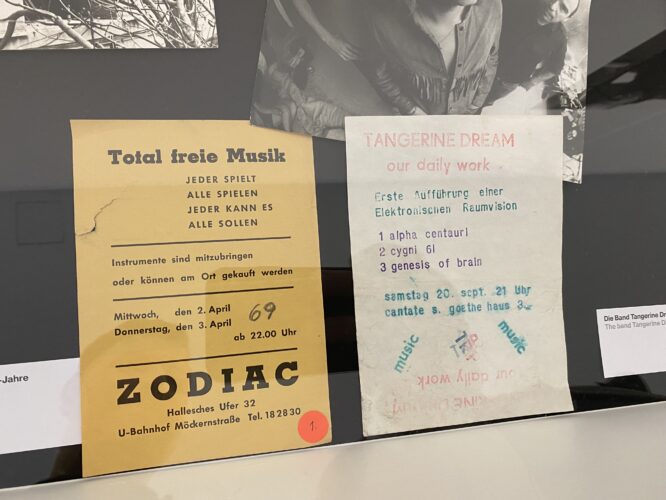 Total freie Musik
JEDER SPIELT
ALLE SPIELEN
JEDER KANN ES
ALLE SOLLEN
Instrumente sind mitzubringen
oder können am Ort gekauft werden
Mittwoch, den 2. April 69
Donnerstag, den 3. April
ab 22.00 Uhr
ZODIAC
Hallesches Ufer 32
U-Bahnhof Möckernstraße Tel. 18 28 30
1.
TANGERINE DREAM
our daily work
Erste Aufführung einer
Elektronischen Raumvision
1 alpha centauri
2 cygni 61
3 genesis of brain
samstag 20. sept. 21 Uhr
cantate s. goethe haus 3
music
music
our daily work
-Jahre
Die Band Tangerine Dr
The band Tangerine D